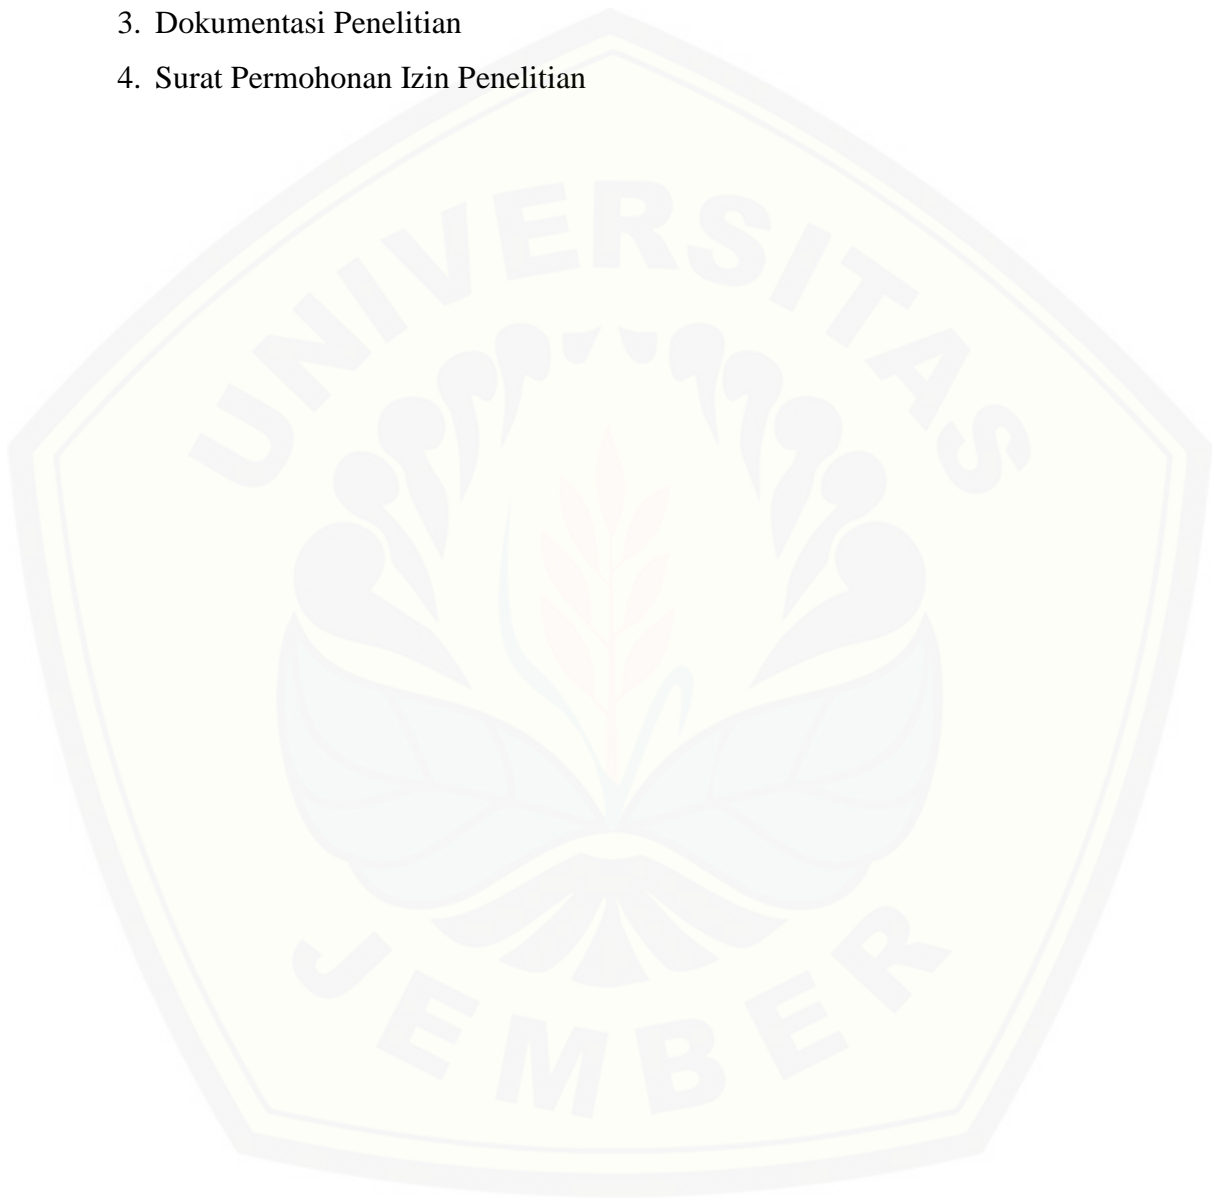 3. Dokumentasi Penelitian
4. Surat Permohonan Izin Penelitian
UNIVERSITAS
JEMBER